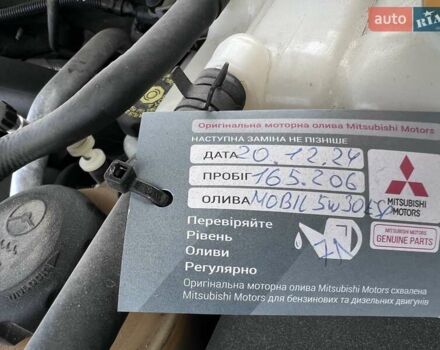 auto RIA
Оригінальна моторна олива Mitsubishi Motors
НАСТУПНА ЗАМІНА НЕ ПІЗНІШЕ
ДАТА 20.12.24
ПРОБІГ 165.206
ОЛИВА MOBIL 5w30 ESP
MITSUBISHI
MOTORS
Перевіряйте
Рівень
Оливи
Регулярно
MITSUBISHI MOTORS
GENUINE PARTS
Оригінальна моторна олива Mitsubishi Motors схвалена
Mitsubishi Motors для бензинових та дизельних двигунів